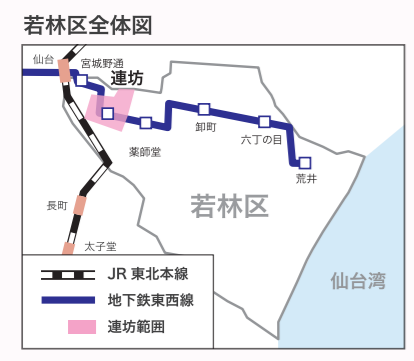 若林区全体図
仙台
宮城野通
連坊
卸町
六丁の目
薬師堂
荒井
長町
若林区
太子堂
仙台湾
JR東北本線
地下鉄東西線
連坊範囲